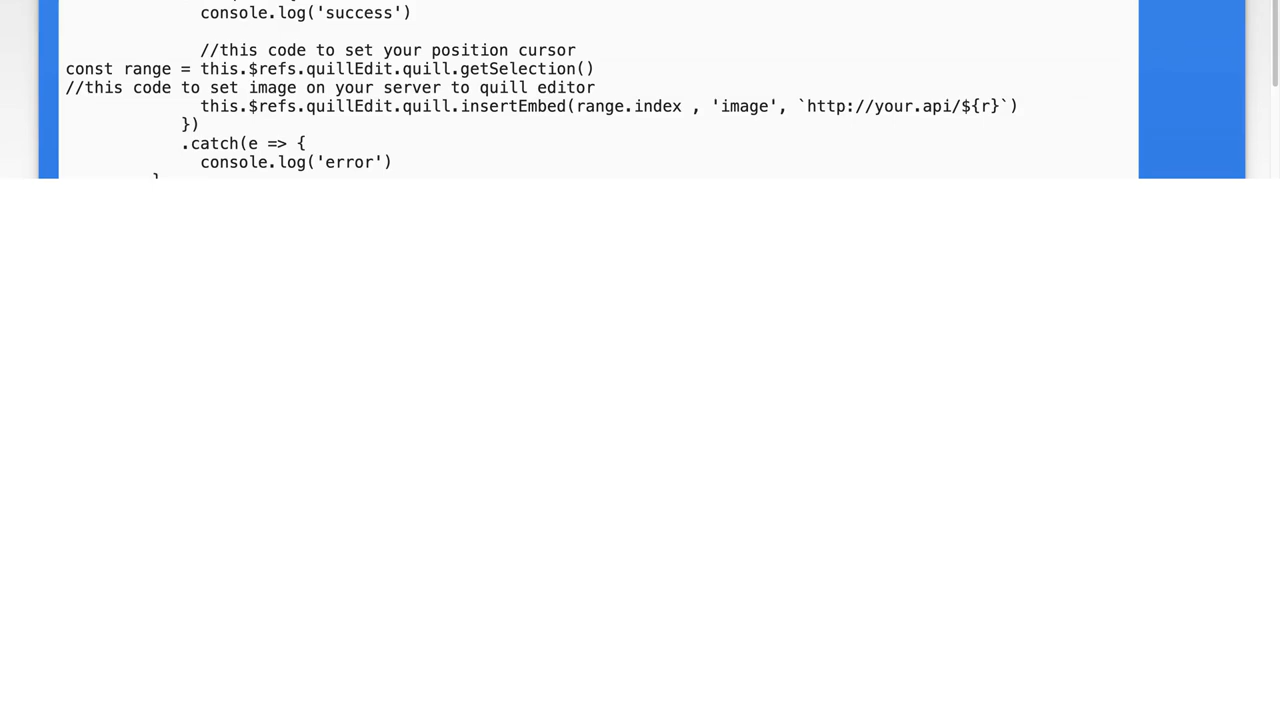 console.log('success')
//this code to set your position cursor
const range = this.$refs.quillEdit.quill.getSelection()
//this code to set image on your server to quill editor
this.$refs.quillEdit.quill.insertEmbed(range.index , 'image', `http://your.api/${r}`)
})
.catch(e => {
console.log('error')